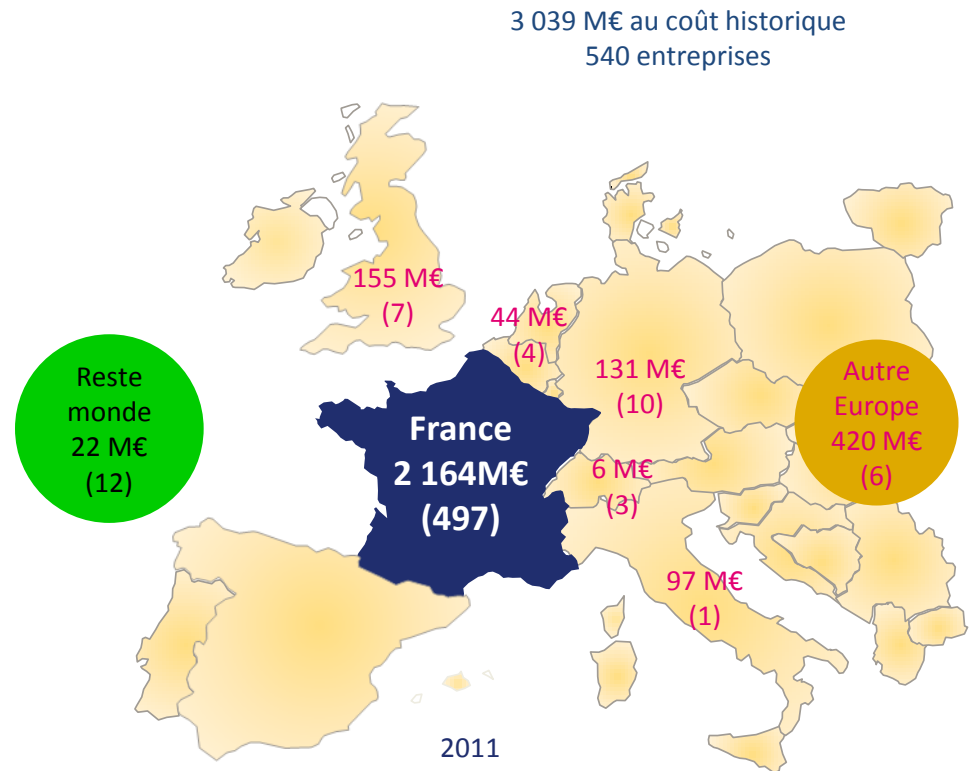 3 039 M€ au coût historique
540 entreprises
155 M€
(7)
44 M€
(4)
131 M€
(10)
Reste
monde
22 M€
(12)
France
2 164M€
(497)
Autre
Europe
420 M€
(6)
6 M€
(3)
97 M€
(1)
2011